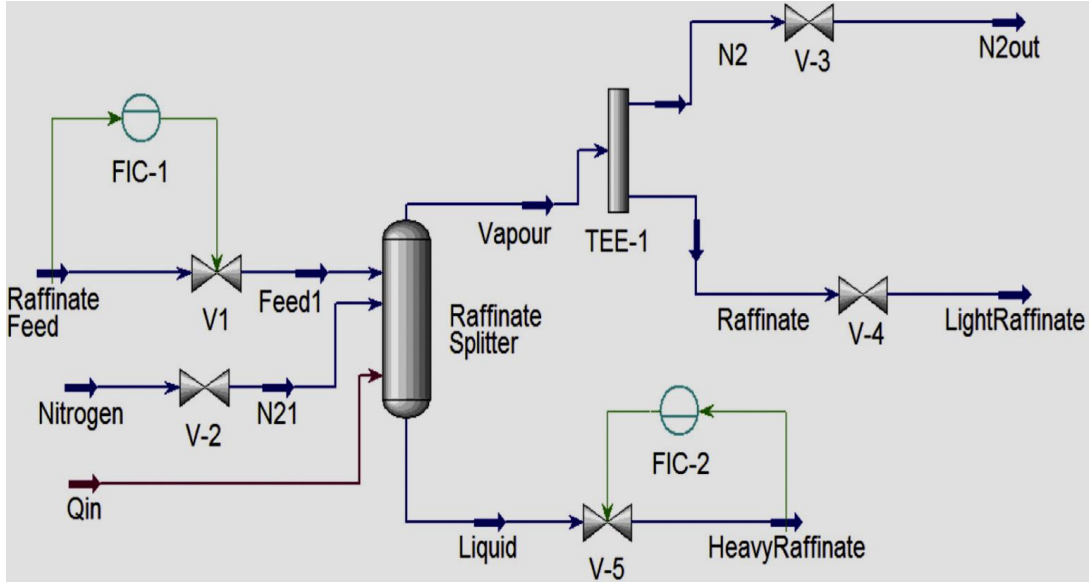 N2
V-3
N2out
FIC-1
Vapour
TEE-1
Raffinate
Feed
V1
Feed1
Raffinate
Splitter
Raffinate
V-4
LightRaffinate
Nitrogen
V-2
N21
FIC-2
Qin
Liquid
V-5
HeavyRaffinate